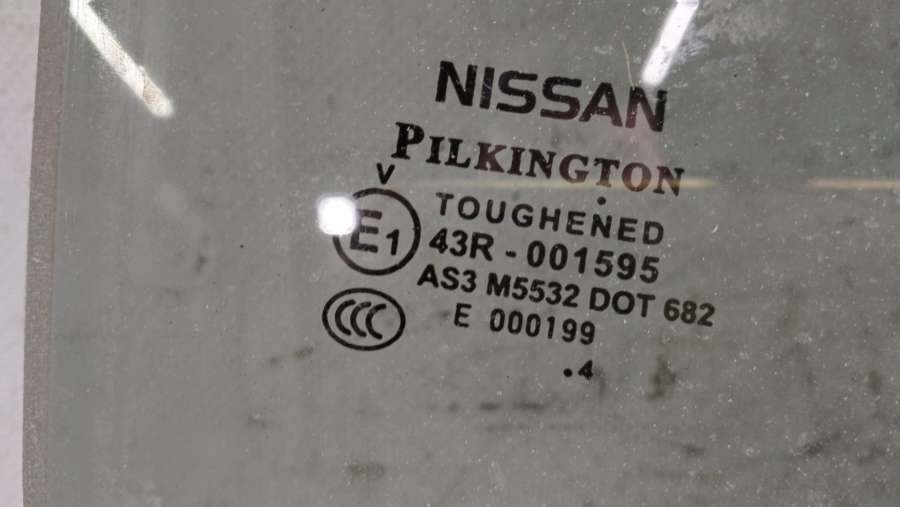 NISSAN
PILKINGTON
V
TOUGHENED
E1
43R - 001595
AS3 M5532 DOT 682
CCC
E 000199
.4